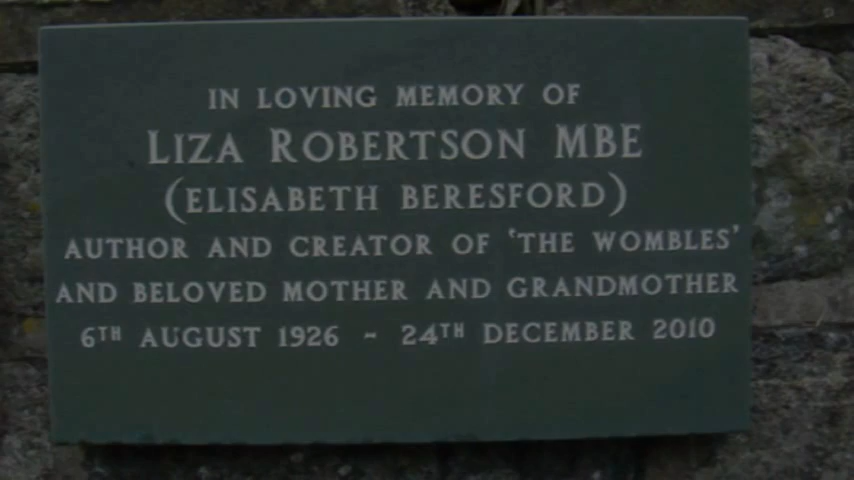 IN LOVING MEMORY OF
LIZA ROBERTSON MBE
(ELISABETH BERESFORD)
AUTHOR AND CREATOR OF 'THE WOMBLES'
AND BELOVED MOTHER AND GRANDMOTHER
6TH AUGUST 1926 ~ 24TH DECEMBER 2010